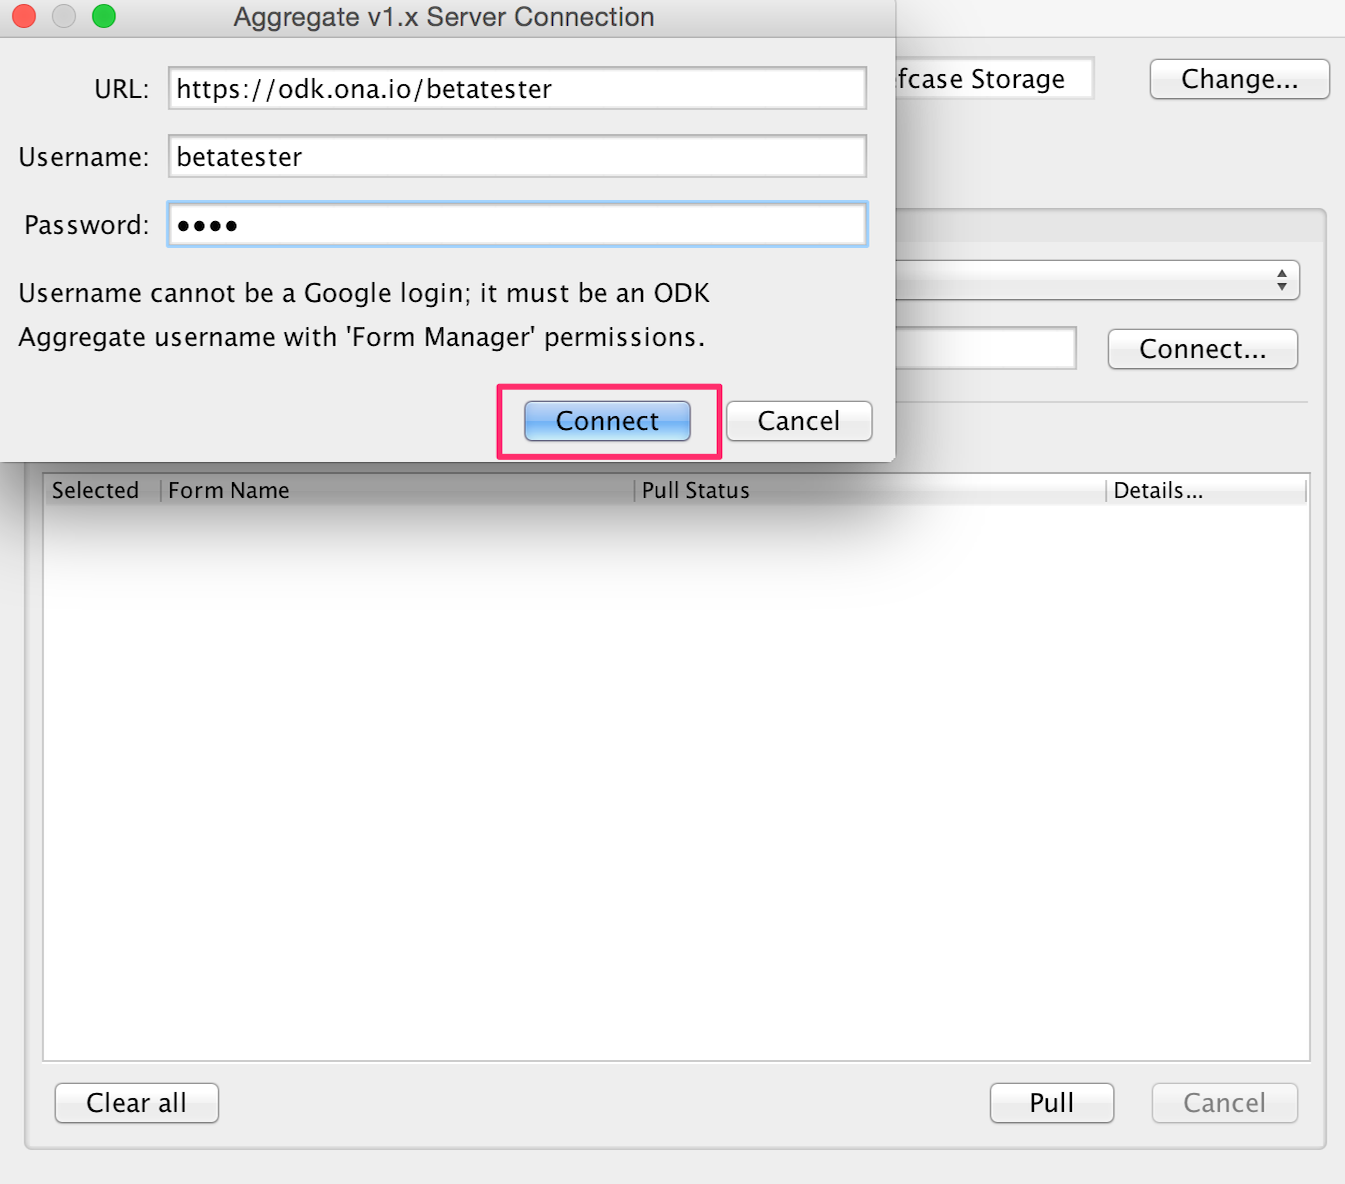 Aggregate v1.x Server Connection
URL: https://odk.ona.io/betatester
fcase Storage Change...
Username: betatester
Password: ••••
Username cannot be a Google login; it must be an ODK
Aggregate username with 'Form Manager' permissions.
Connect...
Connect Cancel
Selected Form Name Pull Status Details...
Clear all Pull Cancel